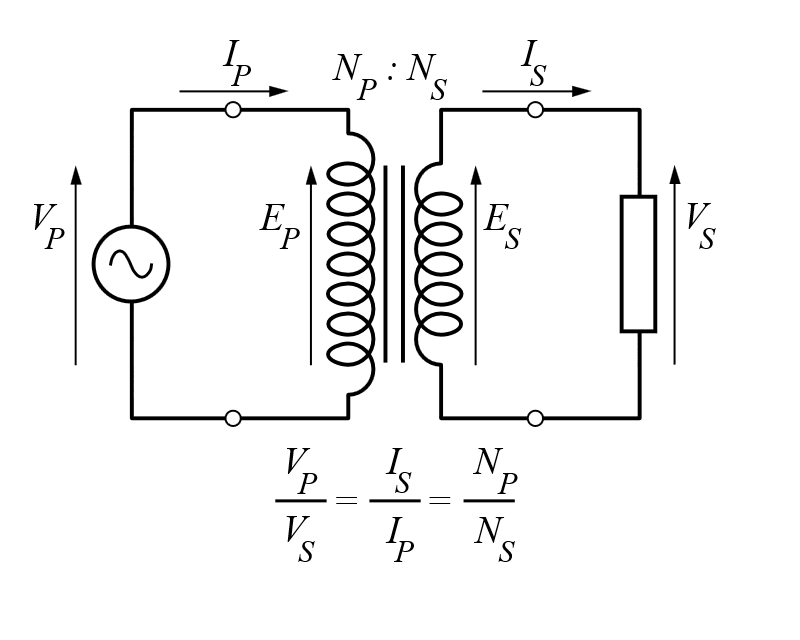 I_P N_P : N_S I_S
V_P E_P E_S V_S
V_P / V_S = I_S / I_P = N_P / N_S